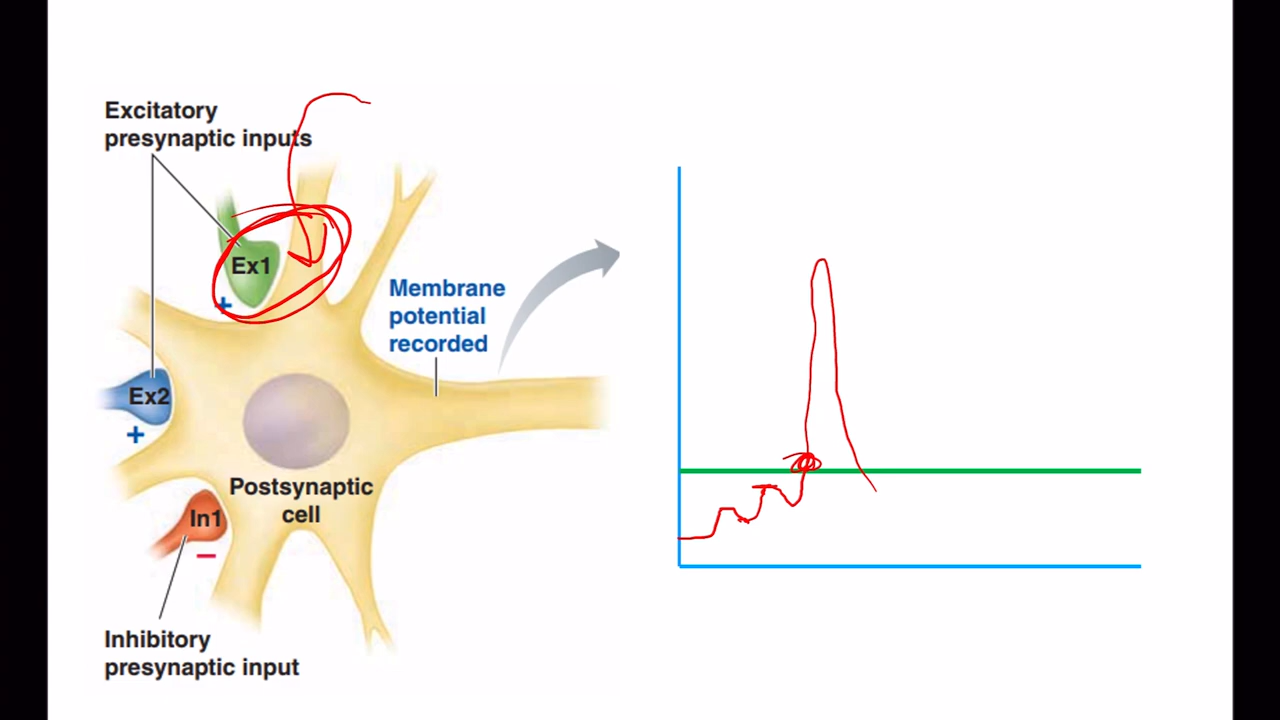 Excitatory
presynaptic inputs
Ex1
+
Membrane
potential
recorded
Ex2
+
Postsynaptic
cell
In1
−
Inhibitory
presynaptic input